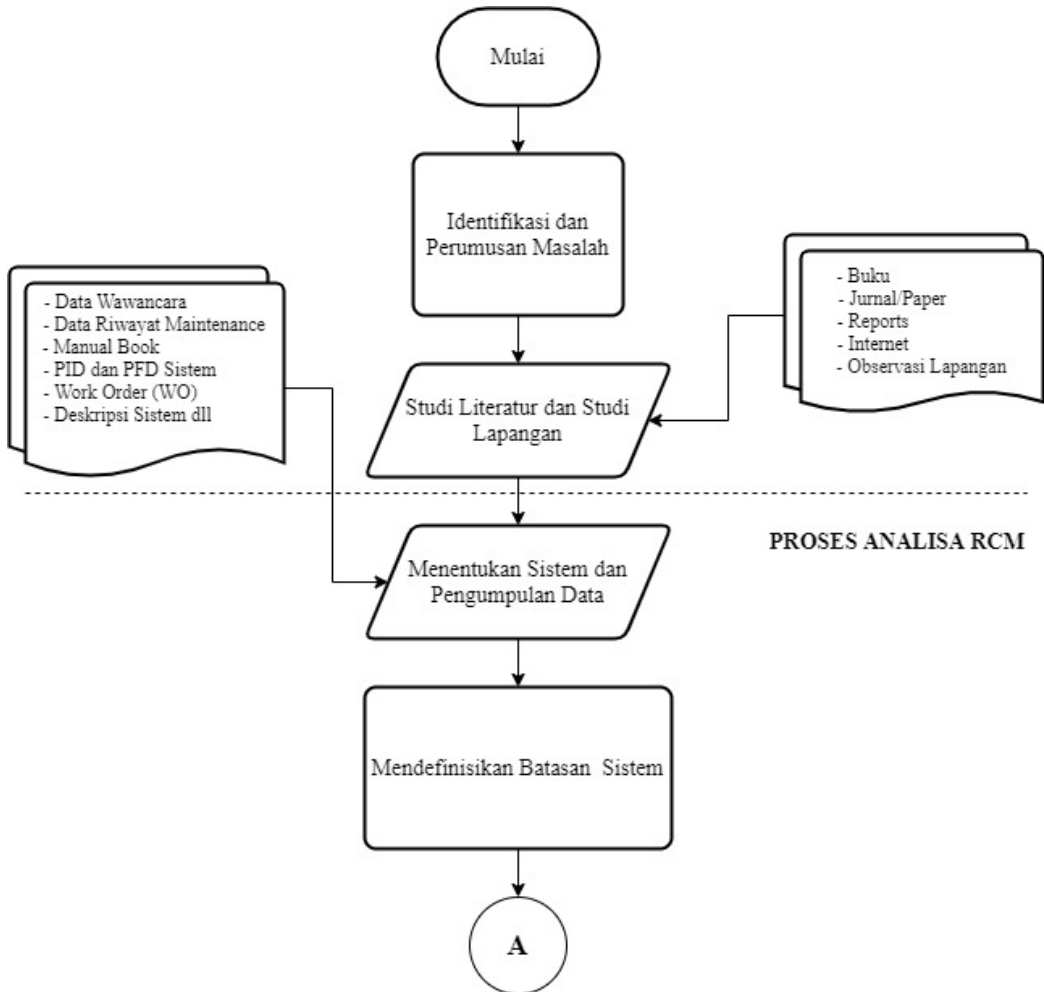 Mulai
Identifikasi dan
Perumusan Masalah
- Data Wawancara
- Data Riwayat Maintenance
- Manual Book
- PID dan PFD Sistem
- Work Order (WO)
- Deskripsi Sistem dll
- Buku
- Jurnal/Paper
- Reports
- Internet
- Observasi Lapangan
Studi Literatur dan Studi
Lapangan
PROSES ANALISA RCM
Menentukan Sistem dan
Pengumpulan Data
Mendefinisikan Batasan  Sistem
A